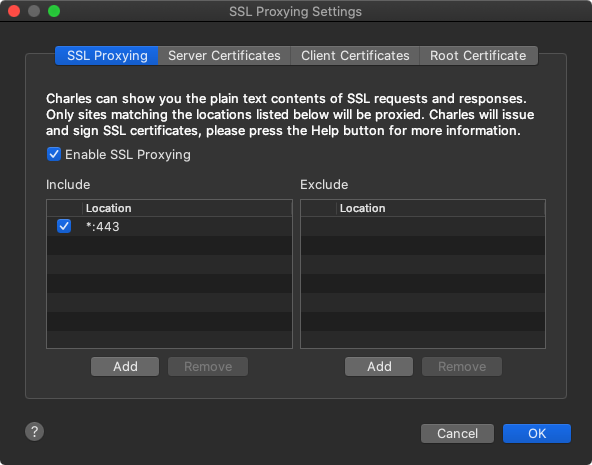 SSL Proxying Settings
SSL Proxying Server Certificates Client Certificates Root Certificate
Charles can show you the plain text contents of SSL requests and responses.
Only sites matching the locations listed below will be proxied. Charles will issue
and sign SSL certificates, please press the Help button for more information.
Enable SSL Proxying
Include Exclude
Location Location
*:443
Add Remove Add Remove
? Cancel OK